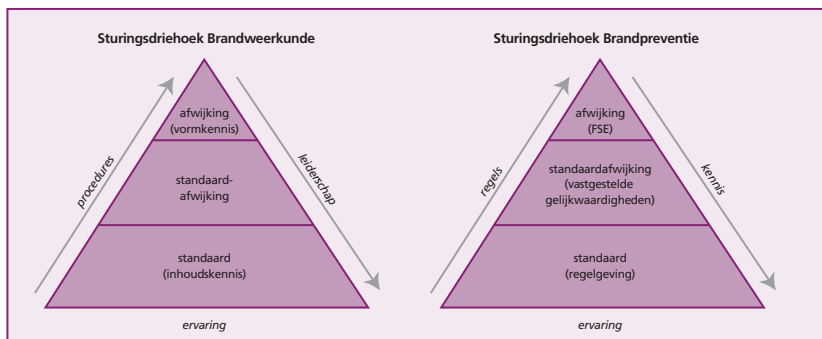 Sturingsdriehoek Brandweerkunde
afwijking
(vormkennis)
procedures
leiderschap
standaard-
afwijking
standaard
(inhoudskennis)
ervaring
Sturingsdriehoek Brandpreventie
afwijking
(FSE)
regels
kennis
standaardafwijking
(vastgestelde
gelijkwaardigheden)
standaard
(regelgeving)
ervaring